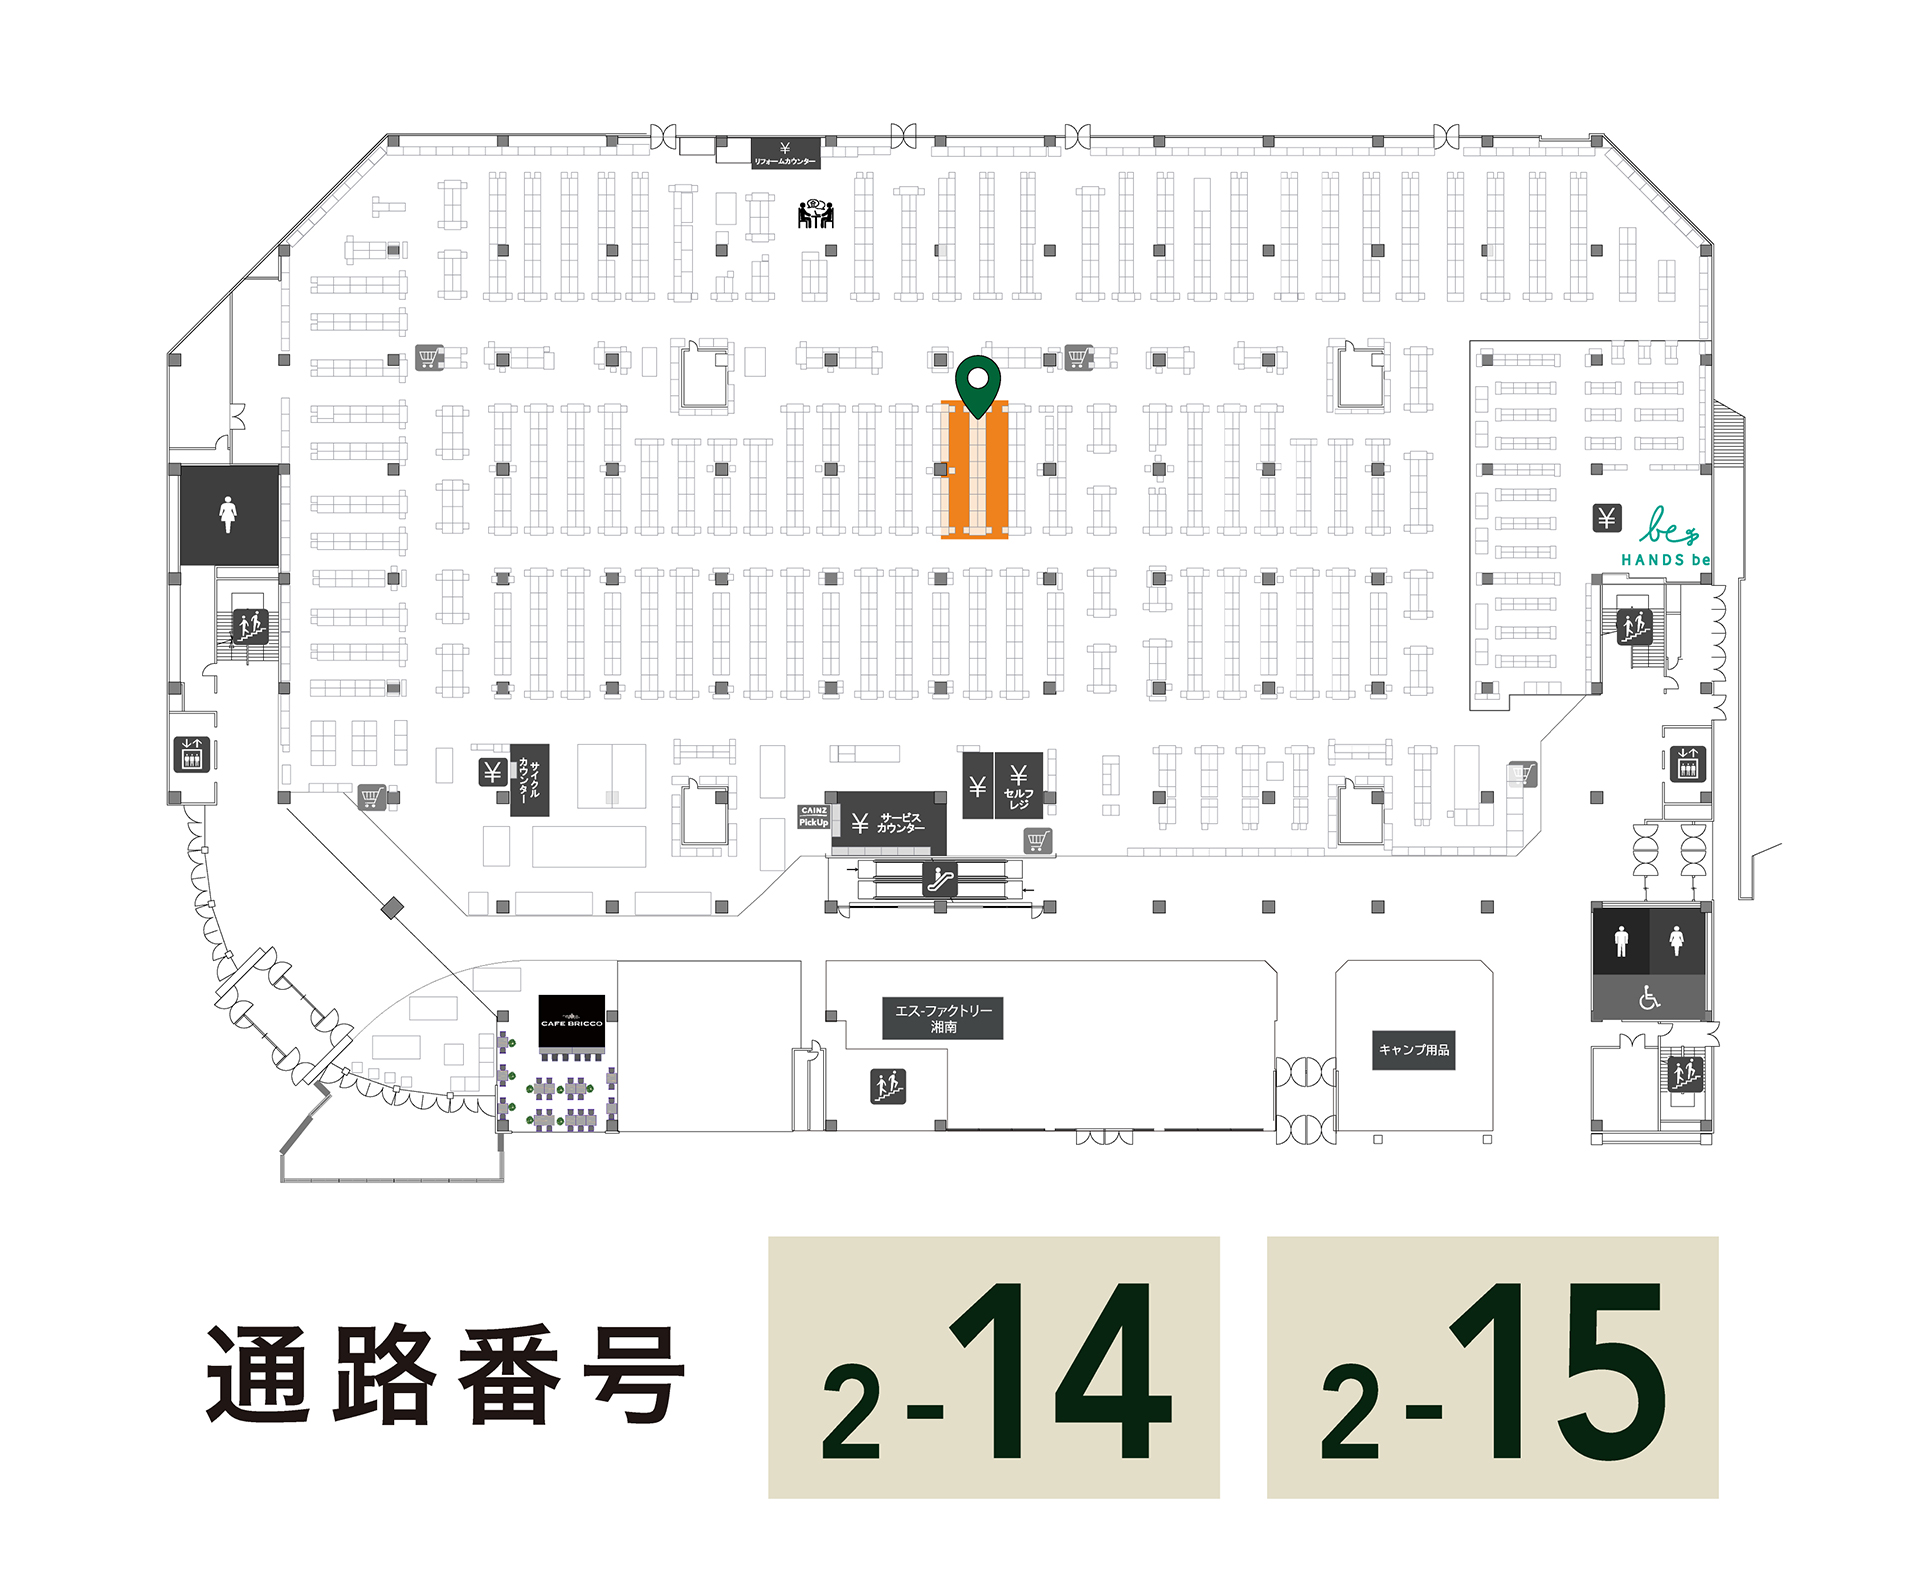 ¥
リフォームカウンター
¥
be
HANDS be
¥
サイクル
カウンター
¥
¥
セルフ
レジ
CAINZ
PickUp
¥
サービス
カウンター
CAFE BRICCO
エス-ファクトリー
湘南
キャンプ用品
通路番号
2-14
2-15